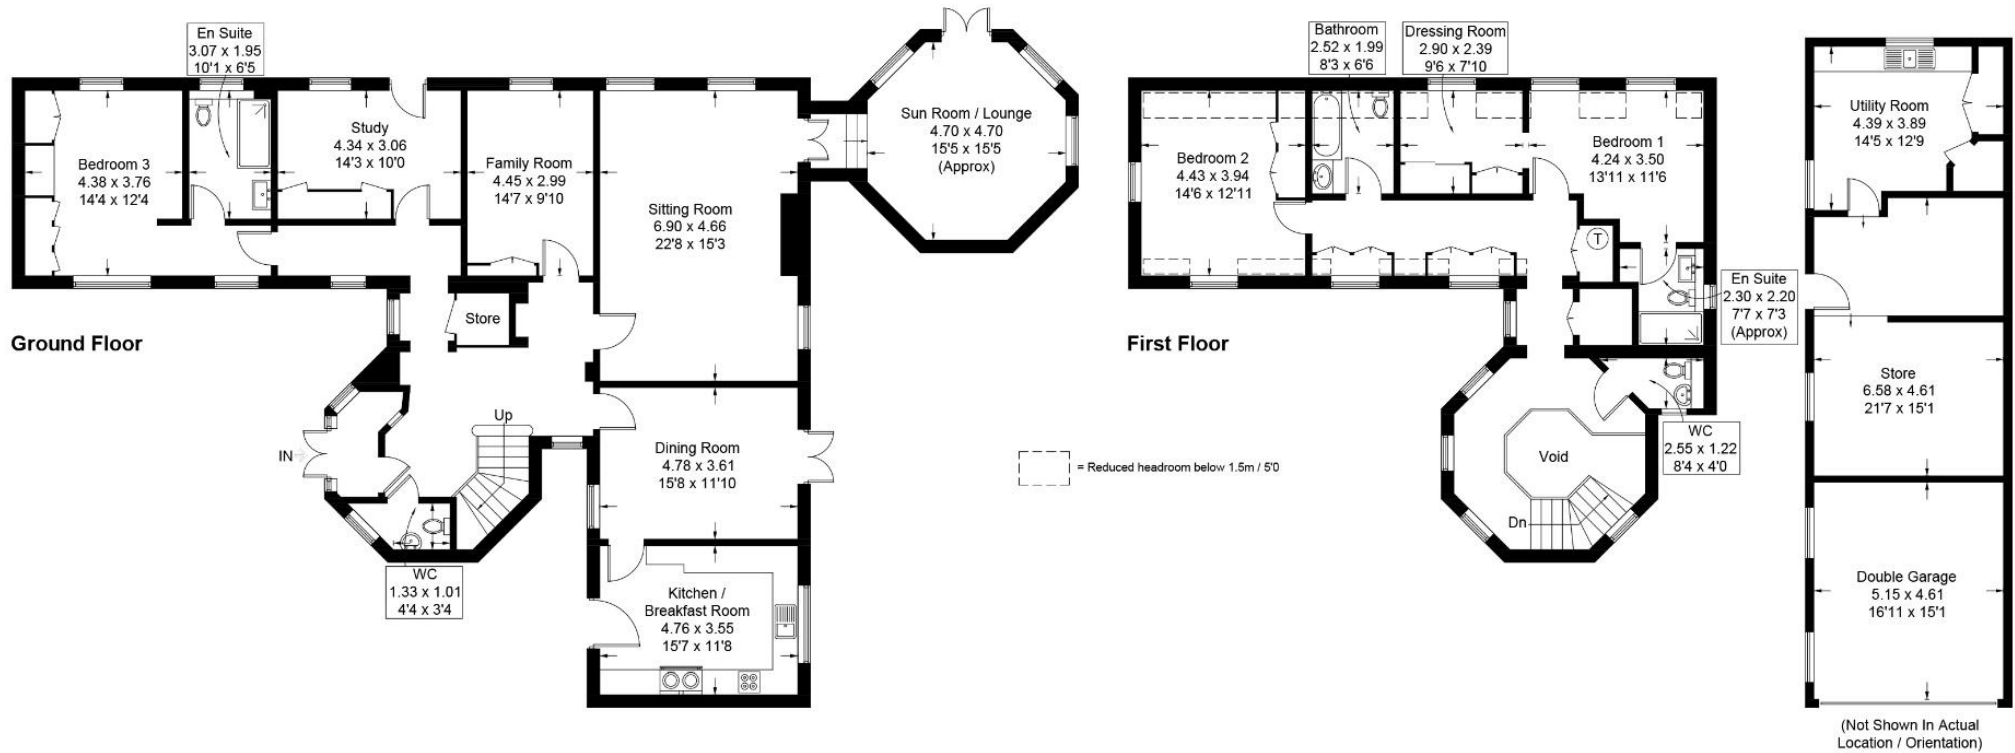 En Suite
3.07 x 1.95
10'1 x 6'5
Bedroom 3
4.38 x 3.76
14'4 x 12'4
Study
4.34 x 3.06
14'3 x 10'0
Family Room
4.45 x 2.99
14'7 x 9'10
Sitting Room
6.90 x 4.66
22'8 x 15'3
Sun Room / Lounge
4.70 x 4.70
15'5 x 15'5
(Approx)
Store
Ground Floor
Up
IN
Dining Room
4.78 x 3.61
15'8 x 11'10
WC
1.33 x 1.01
4'4 x 3'4
Kitchen /
Breakfast Room
4.76 x 3.55
15'7 x 11'8
= Reduced headroom below 1.5m / 5'0
Bathroom
2.52 x 1.99
8'3 x 6'6
Dressing Room
2.90 x 2.39
9'6 x 7'10
Bedroom 2
4.43 x 3.94
14'6 x 12'11
Bedroom 1
4.24 x 3.50
13'11 x 11'6
T
En Suite
2.30 x 2.20
7'7 x 7'3
(Approx)
First Floor
WC
2.55 x 1.22
8'4 x 4'0
Void
Dn
Utility Room
4.39 x 3.89
14'5 x 12'9
Store
6.58 x 4.61
21'7 x 15'1
Double Garage
5.15 x 4.61
16'11 x 15'1
(Not Shown In Actual
Location / Orientation)